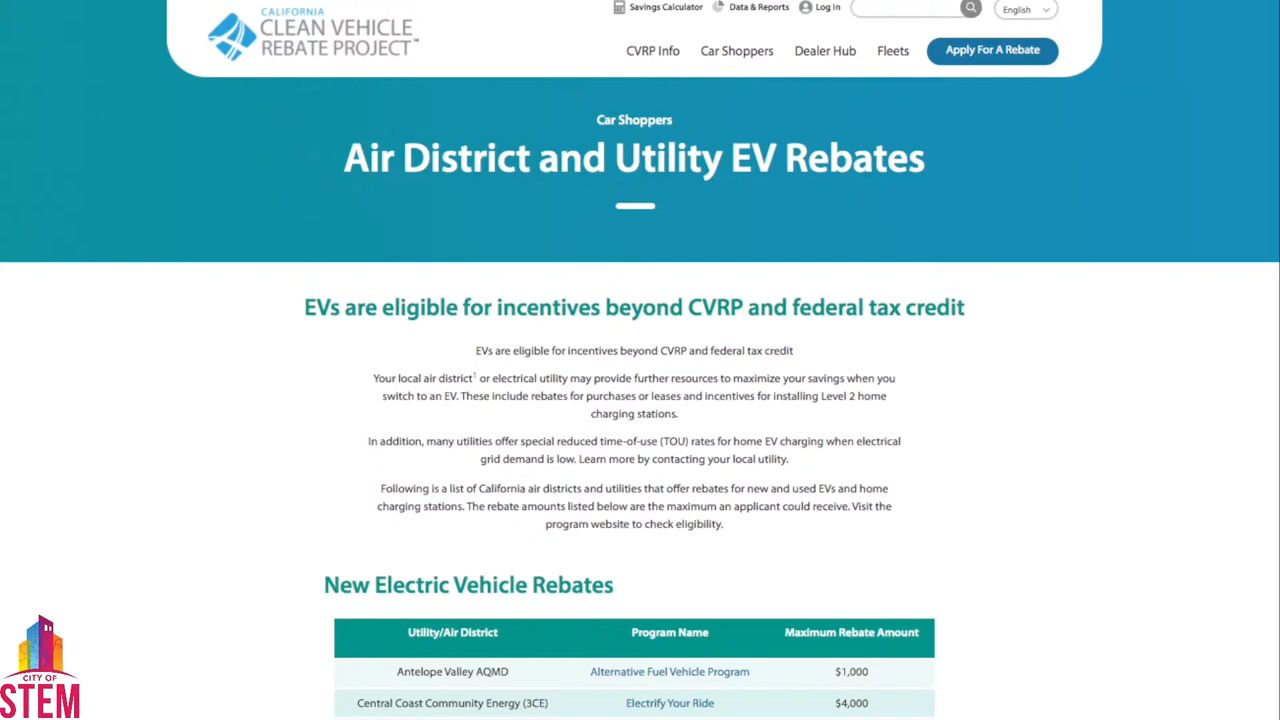 CALIFORNIA
CLEAN VEHICLE
REBATE PROJECT™
Savings Calculator
Data & Reports
Log In
English
CVRP Info
Car Shoppers
Dealer Hub
Fleets
Apply For A Rebate
Car Shoppers
Air District and Utility EV Rebates
EVs are eligible for incentives beyond CVRP and federal tax credit
EVs are eligible for incentives beyond CVRP and federal tax credit
Your local air district¹ or electrical utility may provide further resources to maximize your savings when you
switch to an EV. These include rebates for purchases or leases and incentives for installing Level 2 home
charging stations.
In addition, many utilities offer special reduced time-of-use (TOU) rates for home EV charging when electrical
grid demand is low. Learn more by contacting your local utility.
Following is a list of California air districts and utilities that offer rebates for new and used EVs and home
charging stations. The rebate amounts listed below are the maximum an applicant could receive. Visit the
program website to check eligibility.
New Electric Vehicle Rebates
Utility/Air District Program Name Maximum Rebate Amount
Antelope Valley AQMD Alternative Fuel Vehicle Program $1,000
Central Coast Community Energy (3CE) Electrify Your Ride $4,000
CITY OF
STEM